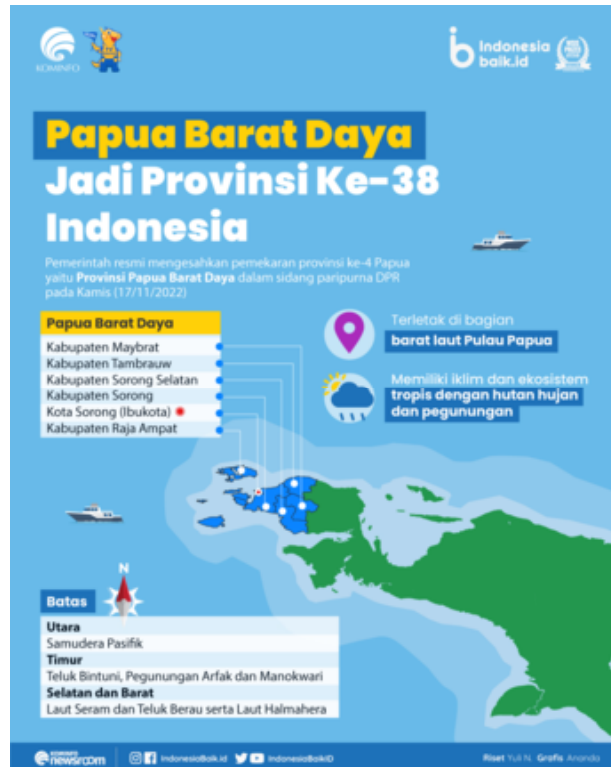 KOMINFO
Indonesia
baik.id
Papua Barat Daya
Jadi Provinsi Ke-38
Indonesia
Pemerintah resmi mengesahkan pemekaran provinsi ke-4 Papua
yaitu Provinsi Papua Barat Daya dalam sidang paripurna DPR
pada Kamis (17/11/2022)
Papua Barat Daya
Kabupaten Maybrat
Kabupaten Tambrauw
Kabupaten Sorong Selatan
Kabupaten Sorong
Kota Sorong (Ibukota)
Kabupaten Raja Ampat
Terletak di bagian
barat laut Pulau Papua
Memiliki iklim dan ekosistem
tropis dengan hutan hujan
dan pegunungan
N
Batas
Utara
Samudera Pasifik
Timur
Teluk Bintuni, Pegunungan Arfak dan Manokwari
Selatan dan Barat
Laut Seram dan Teluk Berau serta Laut Halmahera
KOMINFO
newsroom
IndonesiaBaik.id
IndonesiaBaikID
Riset Yuli N. Grafis Ananda